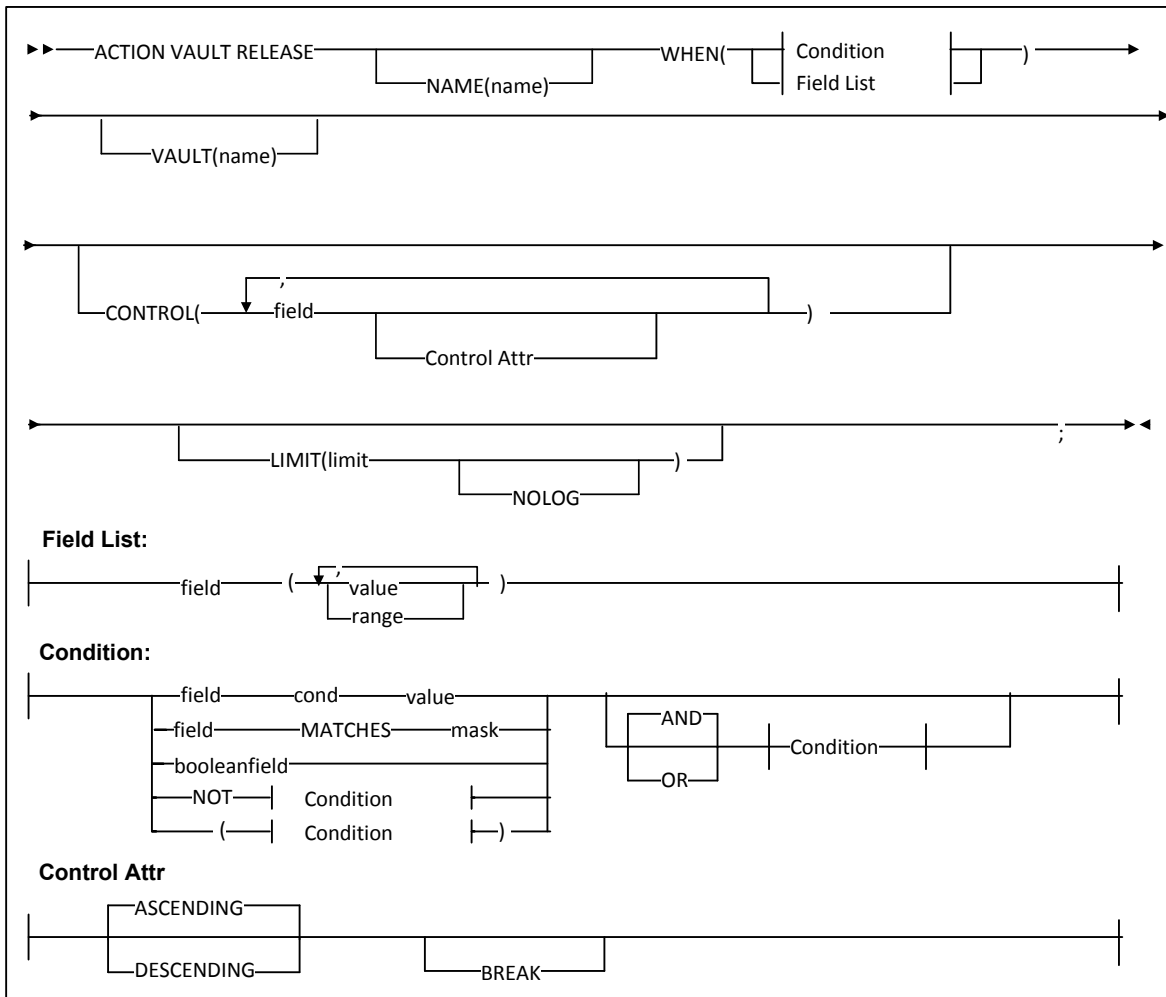 ACTION VAULT RELEASE WHEN( Condition )
NAME(name) Field List
VAULT(name)
,
CONTROL( field )
Control Attr
LIMIT(limit ) ;
NOLOG
Field List:
,
field ( value )
range
Condition:
field cond value
AND
field MATCHES mask
booleanfield Condition
OR
NOT Condition
( Condition )
Control Attr
ASCENDING
DESCENDING BREAK